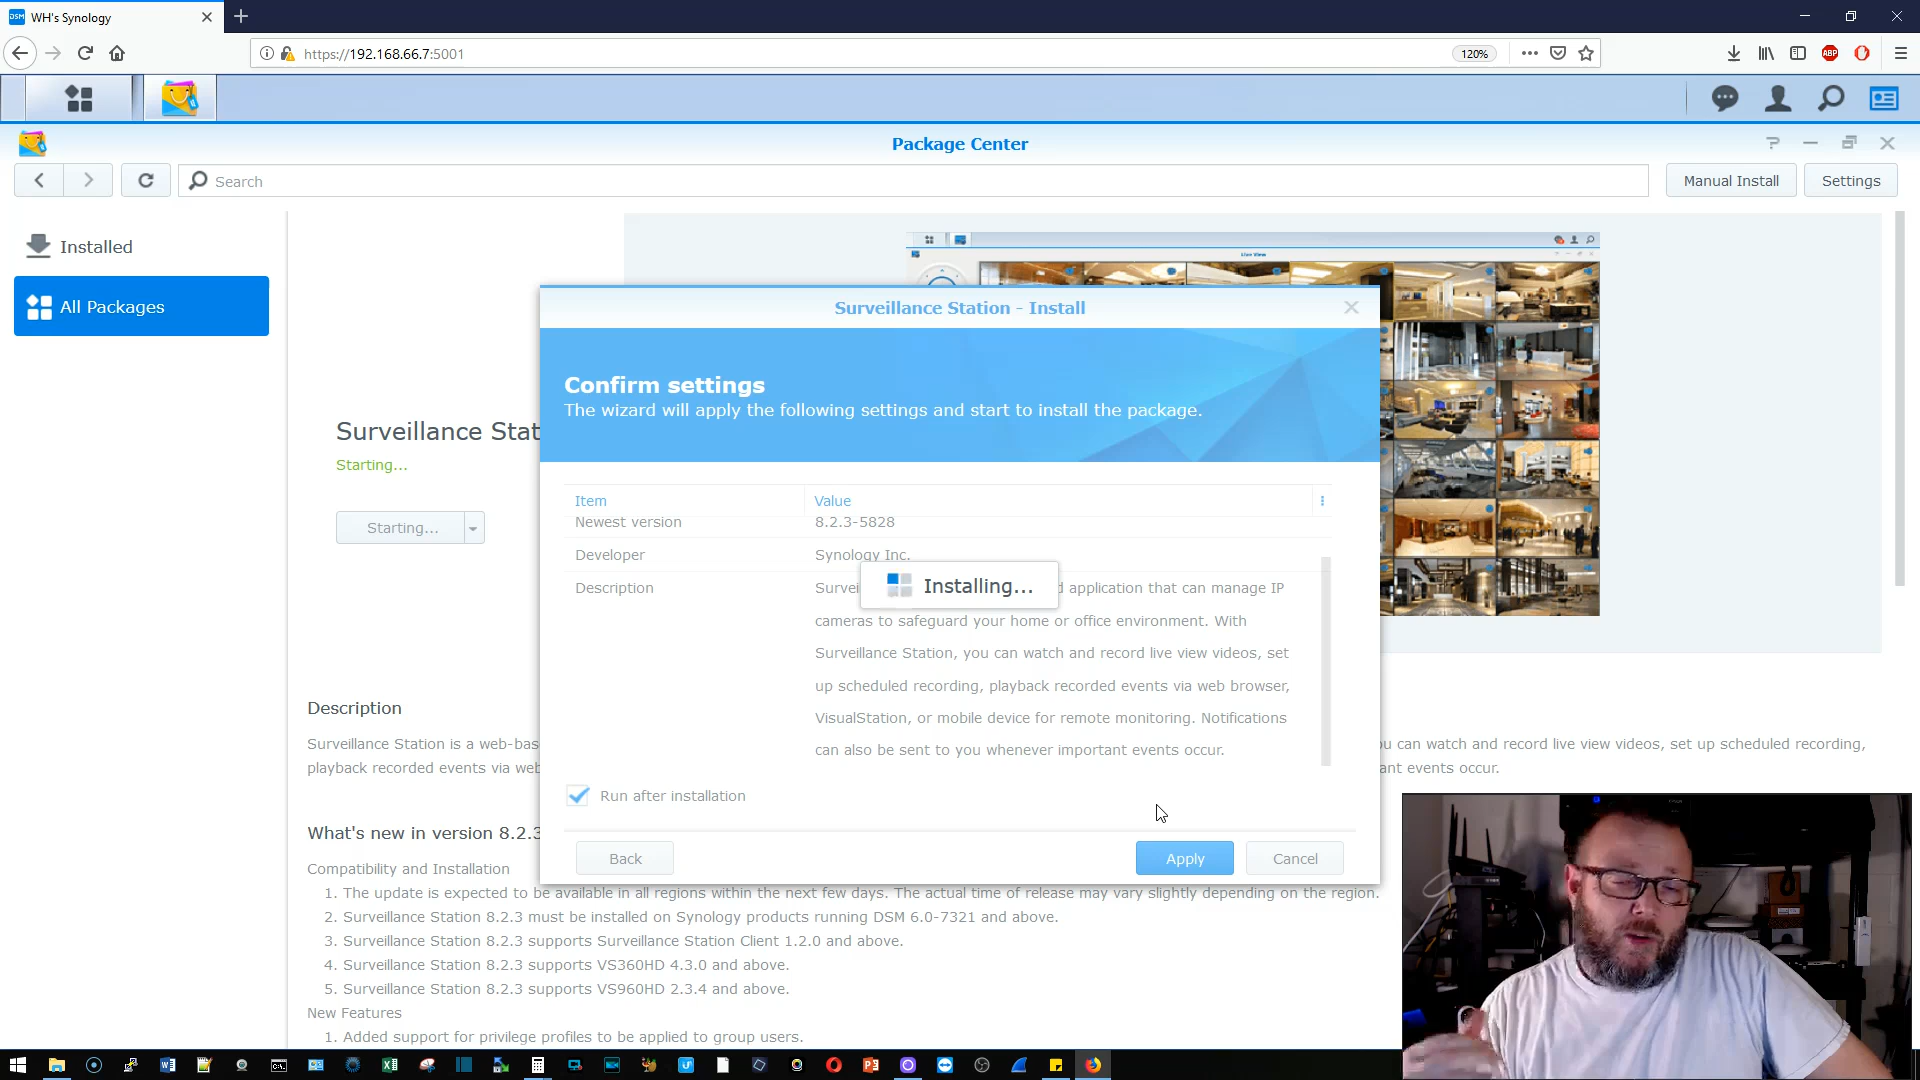 WH's Synology
https://192.168.66.7:5001
120%
Package Center
Search
Manual Install
Settings
Installed
All Packages
Live View
Surveillance Stat
Starting...
Starting...
Surveillance Station - Install
Confirm settings
The wizard will apply the following settings and start to install the package.
Item Value
Newest version 8.2.3-5828
Developer Synology Inc.
Description Survei d application that can manage IP
cameras to safeguard your home or office environment. With
Surveillance Station, you can watch and record live view videos, set
up scheduled recording, playback recorded events via web browser,
VisualStation, or mobile device for remote monitoring. Notifications
can also be sent to you whenever important events occur.
Installing...
Run after installation
Back
Apply
Cancel
Description
Surveillance Station is a web-bas u can watch and record live view videos, set up scheduled recording,
playback recorded events via web ant events occur.
What's new in version 8.2.3
Compatibility and Installation
1. The update is expected to be available in all regions within the next few days. The actual time of release may vary slightly depending on the region.
2. Surveillance Station 8.2.3 must be installed on Synology products running DSM 6.0-7321 and above.
3. Surveillance Station 8.2.3 supports Surveillance Station Client 1.2.0 and above.
4. Surveillance Station 8.2.3 supports VS360HD 4.3.0 and above.
5. Surveillance Station 8.2.3 supports VS960HD 2.3.4 and above.
New Features
1. Added support for privilege profiles to be applied to group users.